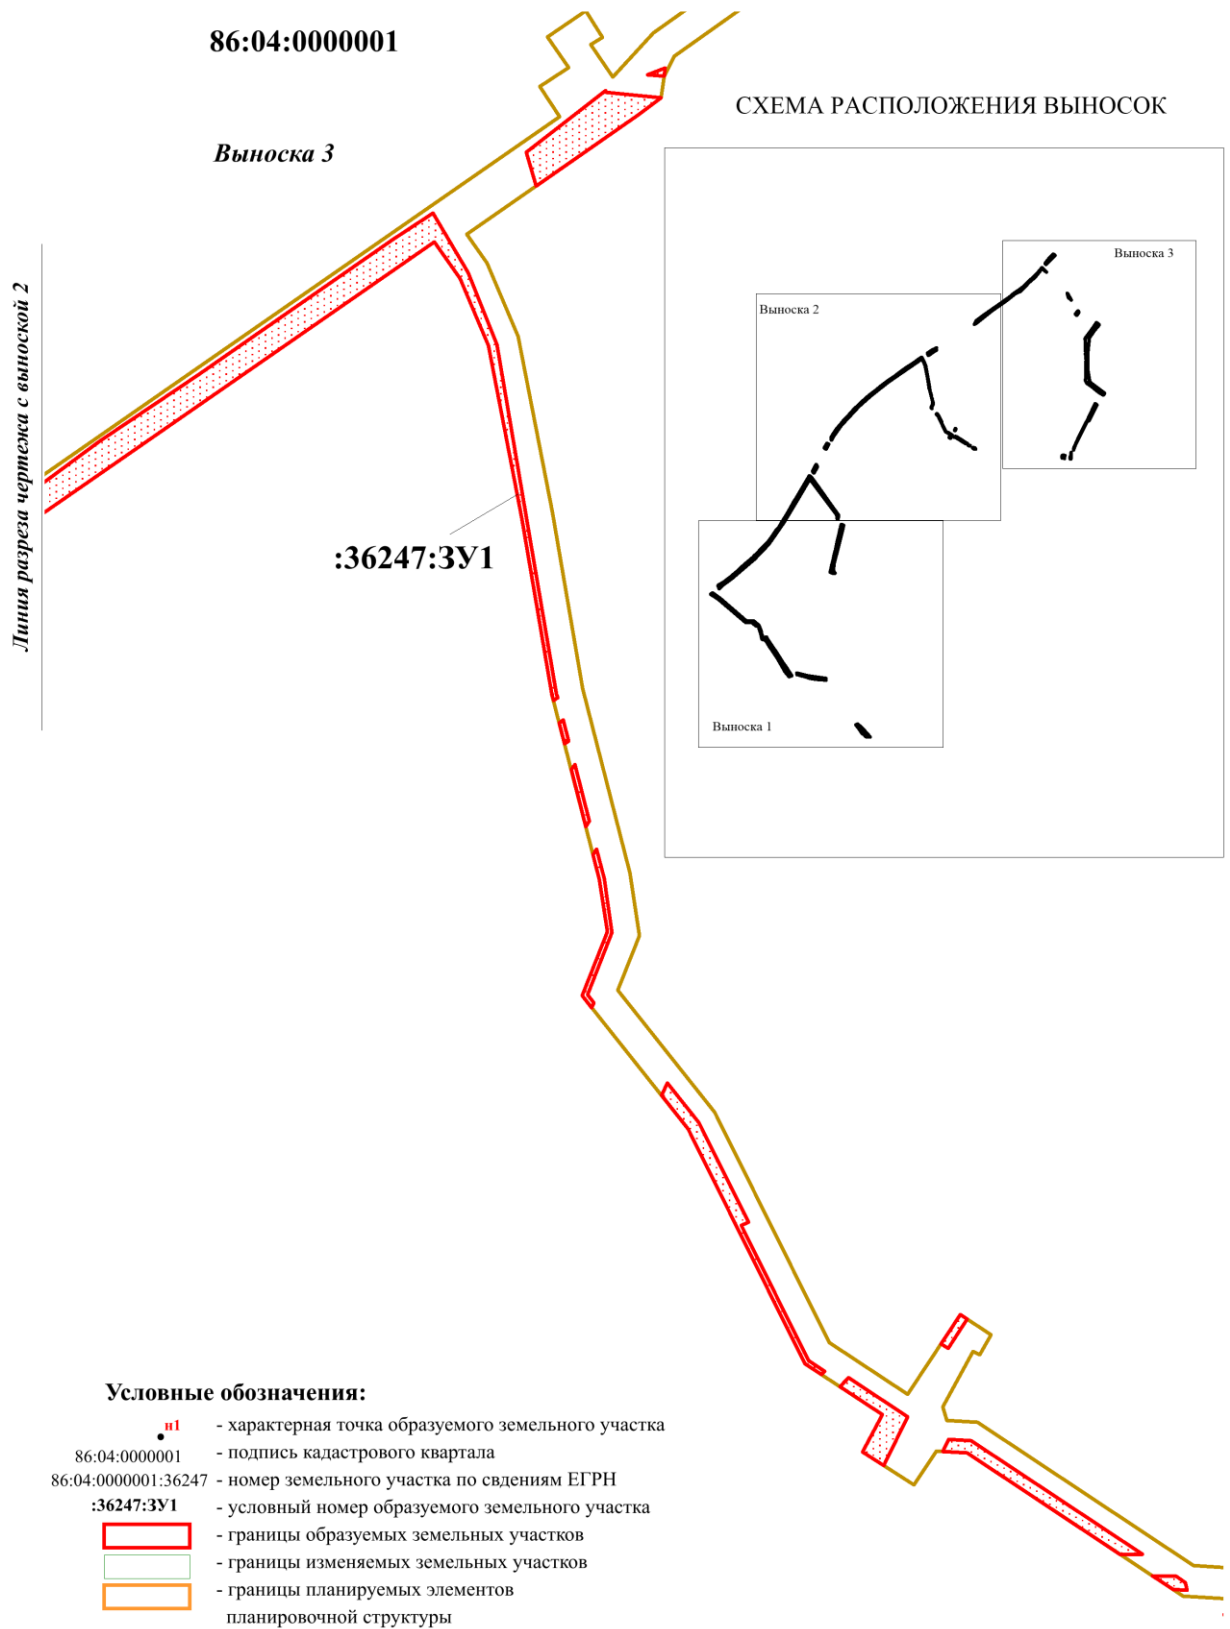 86:04:0000001
Выноска 3
СХЕМА РАСПОЛОЖЕНИЯ ВЫНОСОК
Выноска 3
Выноска 2
Выноска 1
Линия разреза чертежа с выноской 2
:36247:ЗУ1
Условные обозначения:
н1 - характерная точка образуемого земельного участка
86:04:0000001 - подпись кадастрового квартала
86:04:0000001:36247 - номер земельного участка по свдениям ЕГРН
:36247:ЗУ1 - условный номер образуемого земельного участка
- границы образуемых земельных участков
- границы изменяемых земельных участков
- границы планируемых элементов
планировочной структуры